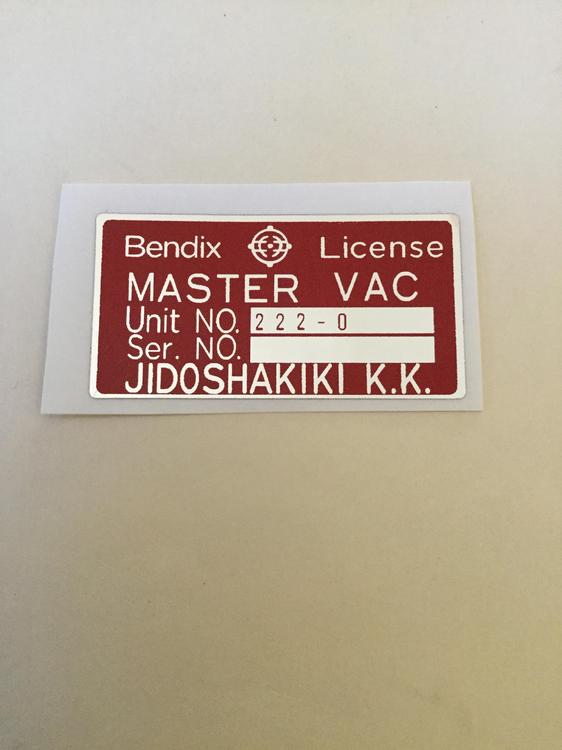 Bendix License
MASTER VAC
Unit NO. 222-0
Ser. NO.
JIDOSHAKIKI K.K.